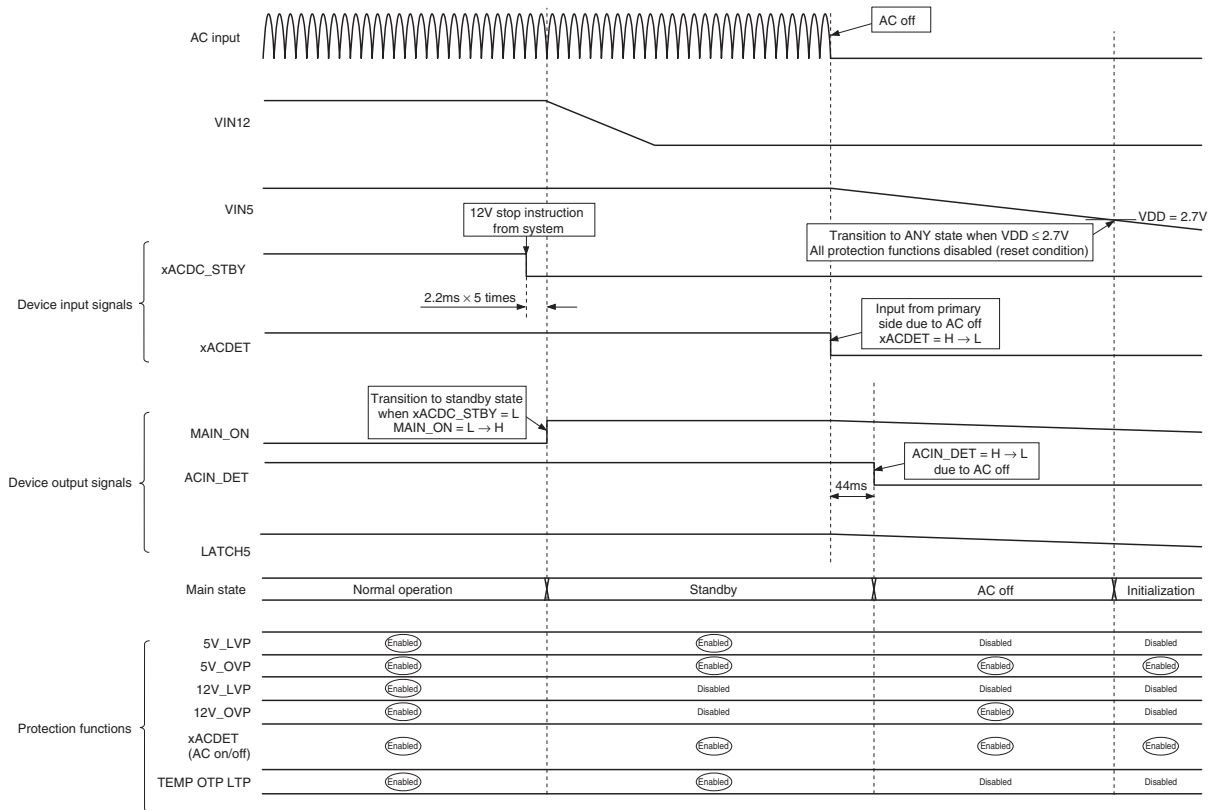 AC input
AC off
VIN12
VIN5
12V stop instruction
from system
VDD = 2.7V
Transition to ANY state when VDD ≤ 2.7V
All protection functions disabled (reset condition)
Device input signals
xACDC_STBY
2.2ms × 5 times
xACDET
Input from primary
side due to AC off
xACDET = H → L
Device output signals
Transition to standby state
when xACDC_STBY = L
MAIN_ON = L → H
MAIN_ON
ACIN_DET
ACIN_DET = H → L
due to AC off
44ms
LATCH5
Main state Normal operation Standby AC off Initialization
Protection functions
5V_LVP Enabled Enabled Disabled Disabled
5V_OVP Enabled Enabled Enabled Enabled
12V_LVP Enabled Disabled Disabled Disabled
12V_OVP Enabled Disabled Enabled Disabled
xACDET
(AC on/off) Enabled Enabled Enabled Enabled
TEMP OTP LTP Enabled Enabled Disabled Disabled